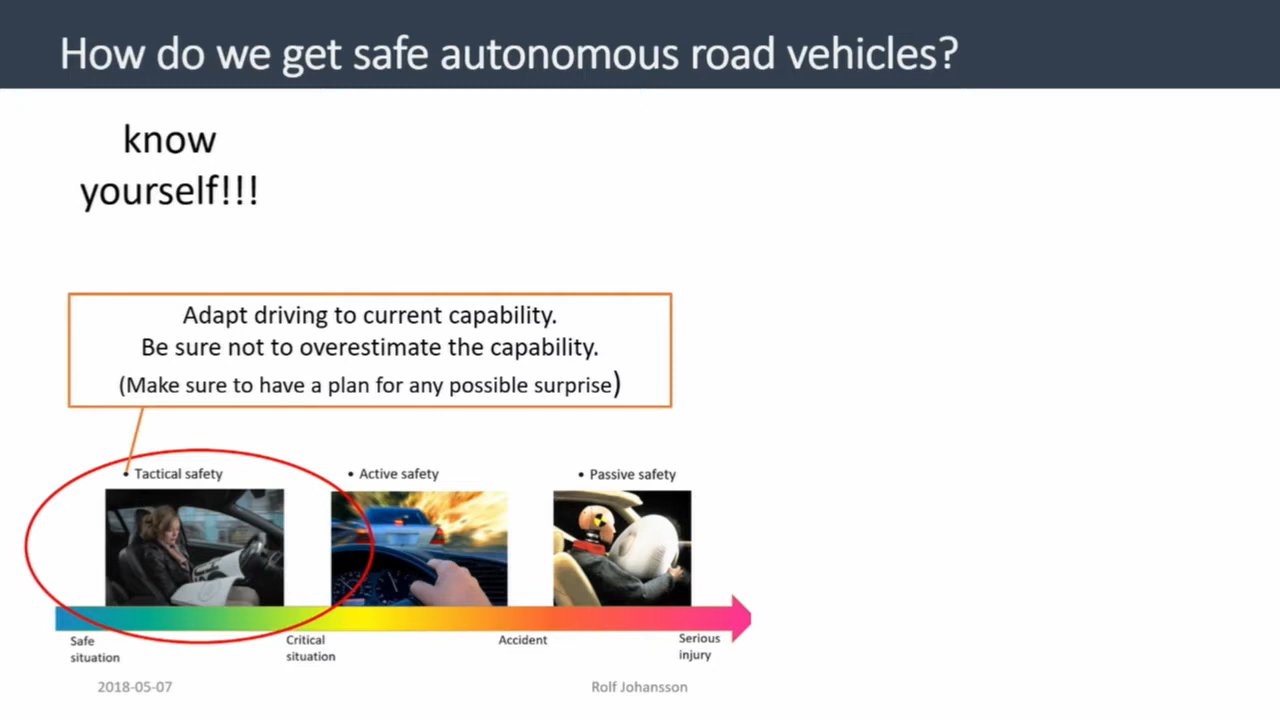 How do we get safe autonomous road vehicles?
know
yourself!!!
Adapt driving to current capability.
Be sure not to overestimate the capability.
(Make sure to have a plan for any possible surprise)
• Tactical safety
• Active safety
• Passive safety
Safe
situation
Critical
situation
Accident
Serious
injury
2018-05-07
Rolf Johansson